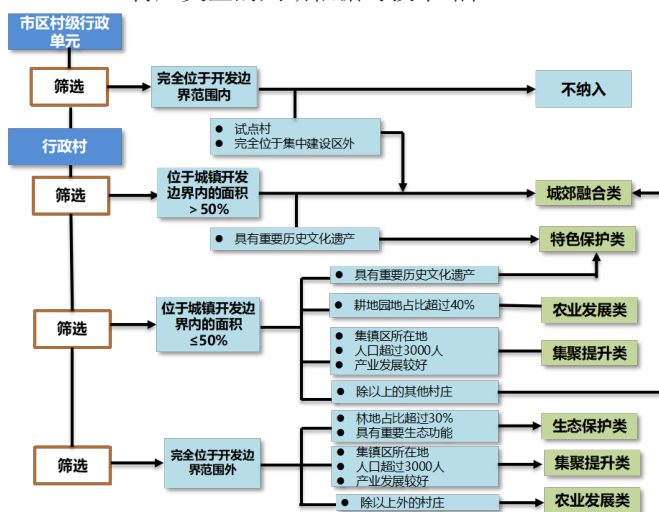 市区村级行政
单元
筛选
完全位于开发边
界范围内
不纳入
● 试点村
● 完全位于集中建设区外
行政村
筛选
位于城镇开发
边界内的面积
＞50%
城郊融合类
● 具有重要历史文化遗产
特色保护类
● 具有重要历史文化遗产
筛选
位于城镇开发边
界内的面积
≤50%
● 耕地园地占比超过40%
农业发展类
● 集镇区所在地
● 人口超过3000人
● 产业发展较好
集聚提升类
● 除以上的其他村庄
筛选
完全位于开发边
界范围外
● 林地占比超过30%
● 具有重要生态功能
生态保护类
● 集镇区所在地
● 人口超过3000人
● 产业发展较好
集聚提升类
● 除以上外的村庄
农业发展类